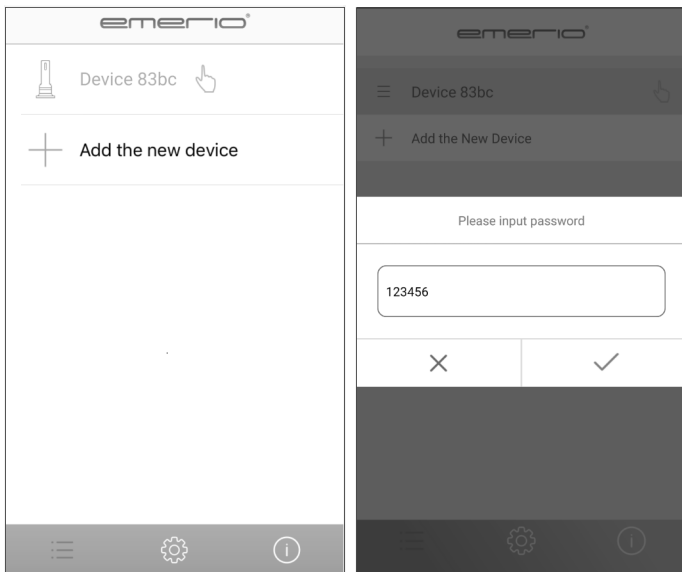 emerio®
Device 83bc
Add the new device
emerio®
Device 83bc
Add the New Device
Please input password
123456